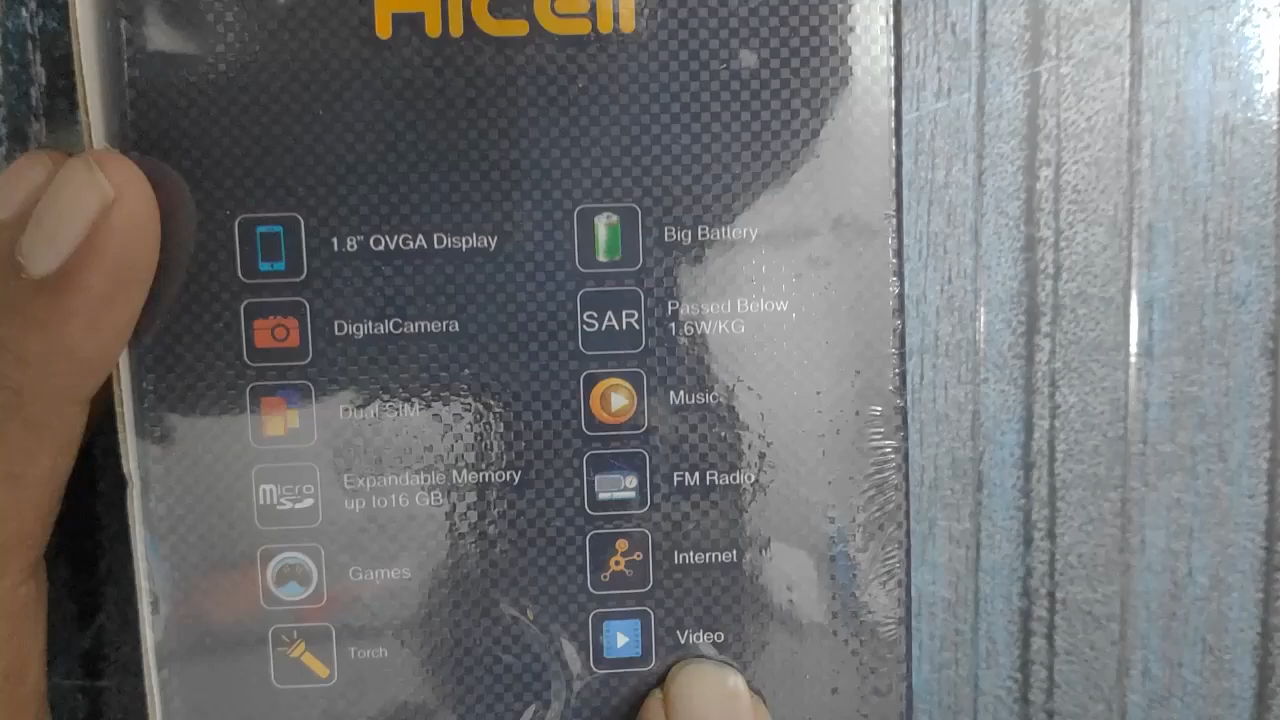 Hicell
1.8" QVGA Display
DigitalCamera
Dual SIM
Micro SD
Expandable Memory
up to16 GB
Games
Torch
Big Battery
SAR
Passed Below
1.6W/KG
Music
FM Radio
Internet
Video